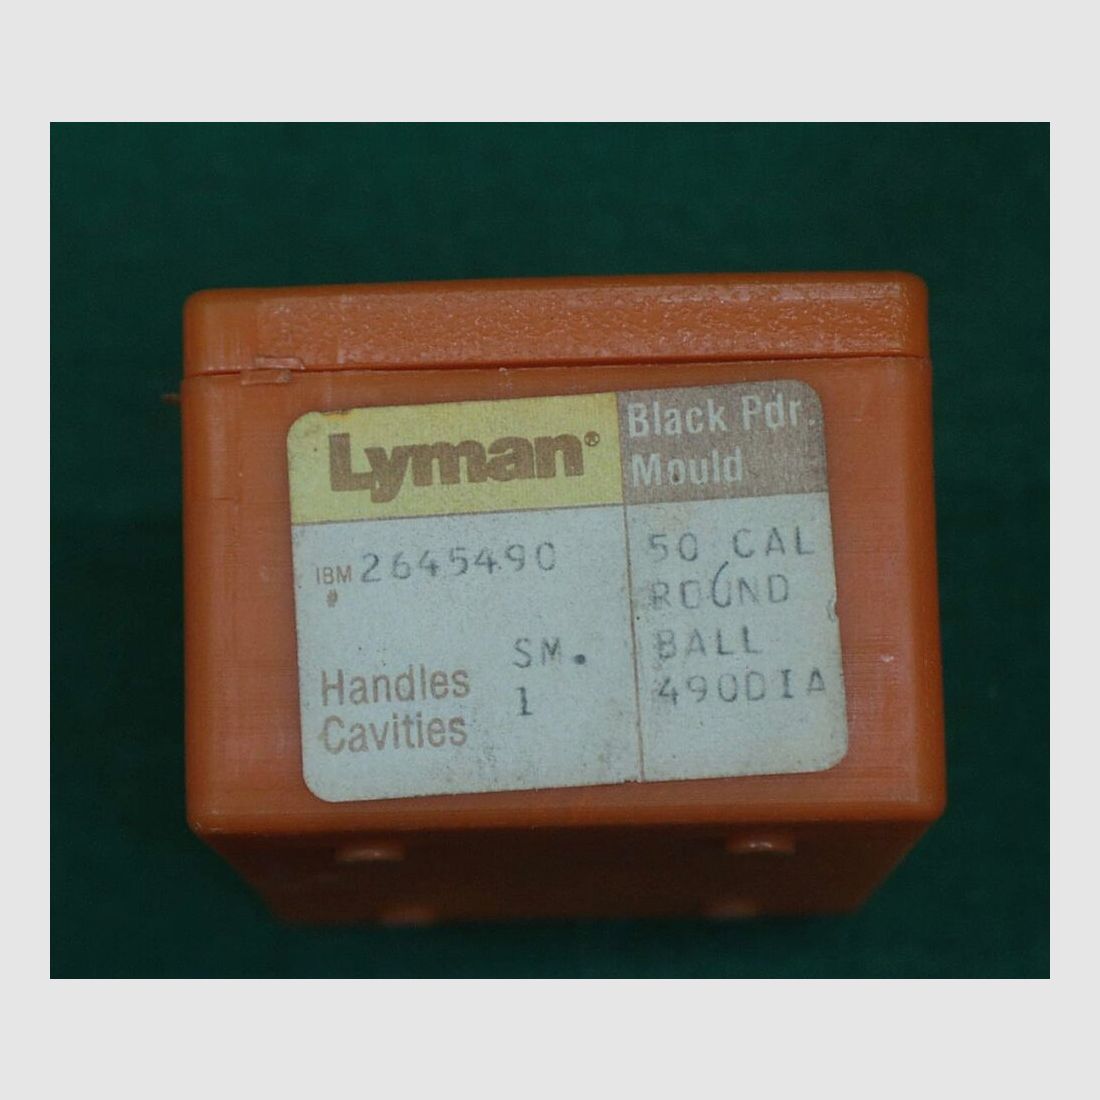 Lyman®
Black Pdr.
Mould
IBM 2645490
#
SM.
Handles
1
Cavities
50 CAL
ROUND
BALL
490DIA